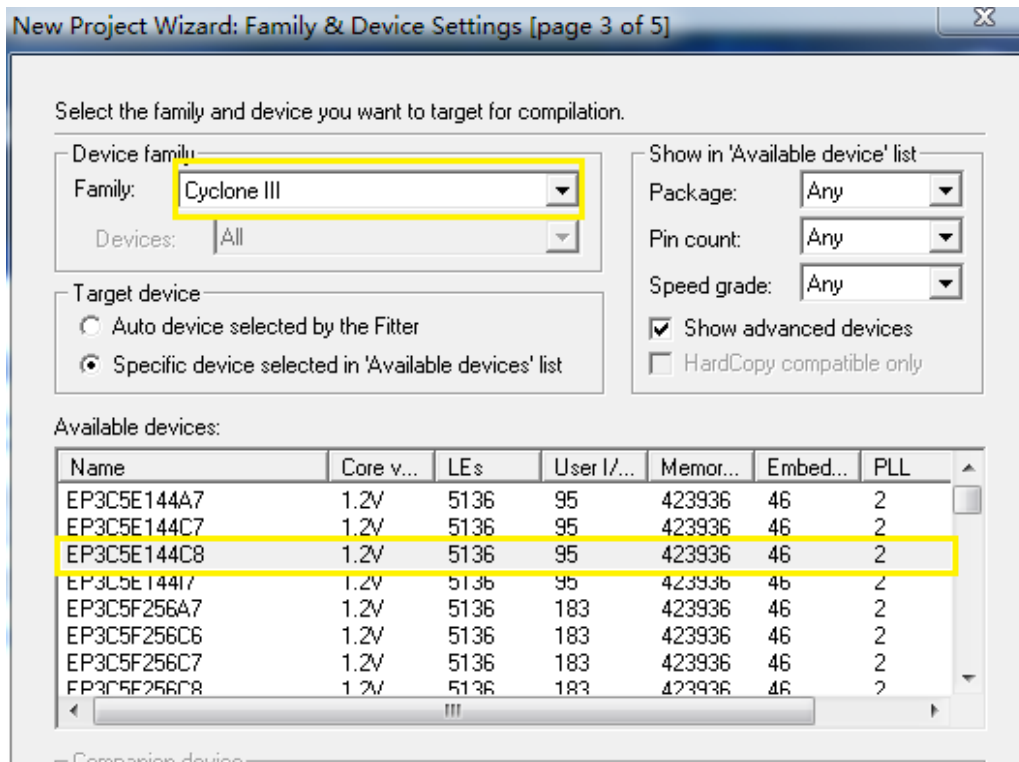 New Project Wizard: Family & Device Settings [page 3 of 5]
Select the family and device you want to target for compilation.
Device family
Family: Cyclone III
Devices: All
Show in 'Available device' list
Package: Any
Pin count: Any
Speed grade: Any
Show advanced devices
HardCopy compatible only
Target device
Auto device selected by the Fitter
Specific device selected in 'Available devices' list
Available devices:
Name Core v... LEs User I/... Memor... Embed... PLL
EP3C5E144A7 1.2V 5136 95 423936 46 2
EP3C5E144C7 1.2V 5136 95 423936 46 2
EP3C5E144C8 1.2V 5136 95 423936 46 2
EP3C5E144I7 1.2V 5136 95 423936 46 2
EP3C5F256A7 1.2V 5136 183 423936 46 2
EP3C5F256C6 1.2V 5136 183 423936 46 2
EP3C5F256C7 1.2V 5136 183 423936 46 2
EP3C5F256C8 1.2V 5136 183 423936 46 2
Companion device